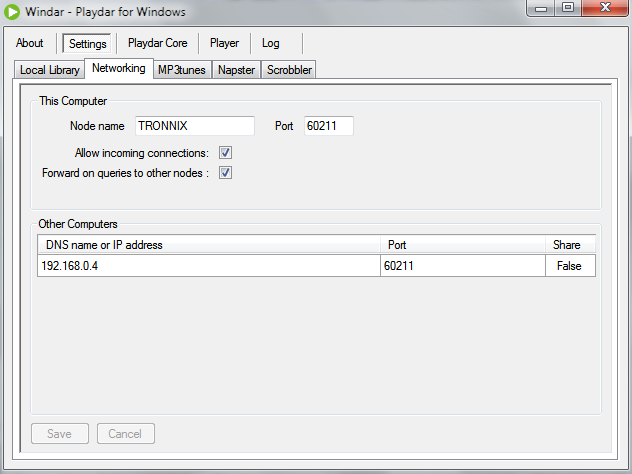 Windar - Playdar for Windows
About Settings Playdar Core Player Log
Local Library Networking MP3tunes Napster Scrobbler
This Computer
Node name TRONNIX Port 60211
Allow incoming connections:
Forward on queries to other nodes :
Other Computers
DNS name or IP address Port Share
192.168.0.4 60211 False
Save Cancel